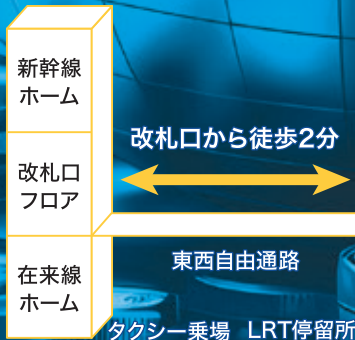 新幹線
ホーム
改札口
フロア
在来線
ホーム
改札口から徒歩2分
東西自由通路
タクシー乗場 LRT停留所